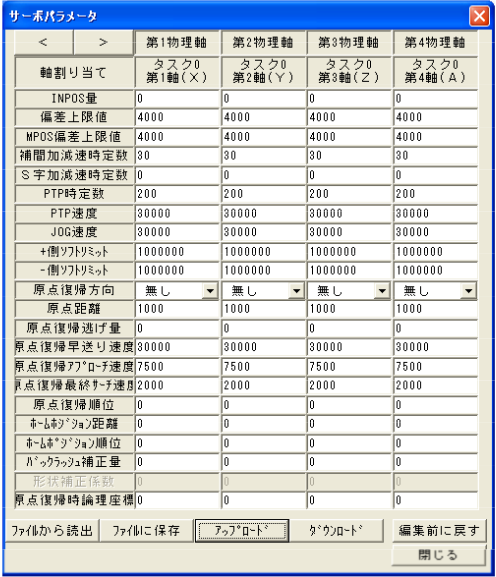 サーボパラメータ
< > 第1物理軸 第2物理軸 第3物理軸 第4物理軸
軸割り当て タスク0 第1軸(X) タスク0 第2軸(Y) タスク0 第3軸(Z) タスク0 第4軸(A)
INPOS量 0 0 0 0
偏差上限値 4000 4000 4000 4000
MPOS偏差上限値 4000 4000 4000 4000
補間加減速時定数 30 30 30 30
S字加減速時定数 0 0 0 0
PTP時定数 200 200 200 200
PTP速度 30000 30000 30000 30000
JOG速度 30000 30000 30000 30000
+側ソフトリミット 1000000 1000000 1000000 1000000
-側ソフトリミット 1000000 1000000 1000000 1000000
原点復帰方向 無し 無し 無し 無し
原点距離 1000 1000 1000 1000
原点復帰逃げ量 0 0 0 0
原点復帰早送り速度 30000 30000 30000 30000
原点復帰アプローチ速度 7500 7500 7500 7500
原点復帰最終サーチ速度 2000 2000 2000 2000
原点復帰順位 0 0 0 0
ホームポジション距離 0 0 0 0
ホームポジション順位 0 0 0 0
バックラッシュ補正量 0 0 0 0
形状補正係数 0 0 0 0
原点復帰時論理座標 0 0 0 0
ファイルから読出 ファイルに保存 アップロード ダウンロード 編集前に戻す
閉じる